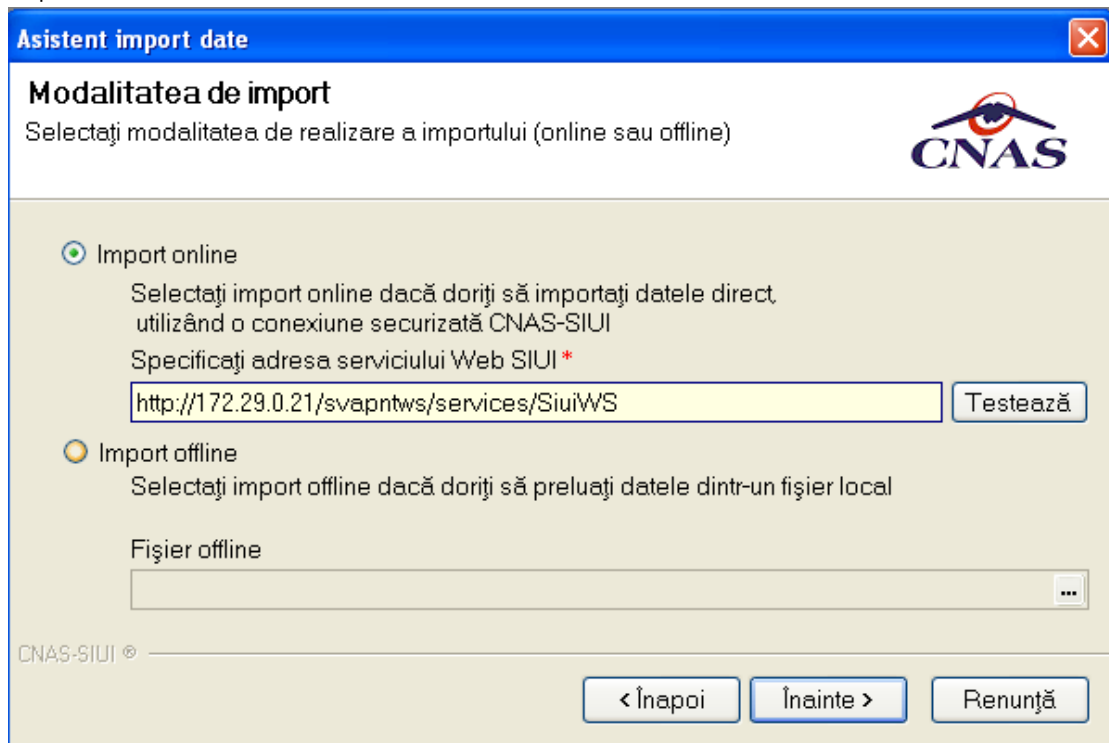 Asistent import date
Modalitatea de import
Selectaţi modalitatea de realizare a importului (online sau offline)
CNAS
Import online
Selectaţi import online dacă doriţi să importaţi datele direct,
utilizând o conexiune securizată CNAS-SIUI
Specificaţi adresa serviciului Web SIUI *
http://172.29.0.21/svapntws/services/SiuiWS
Testează
Import offline
Selectaţi import offline dacă doriţi să preluaţi datele dintr-un fişier local
Fişier offline
...
CNAS-SIUI ®
< Înapoi
Înainte >
Renunţă